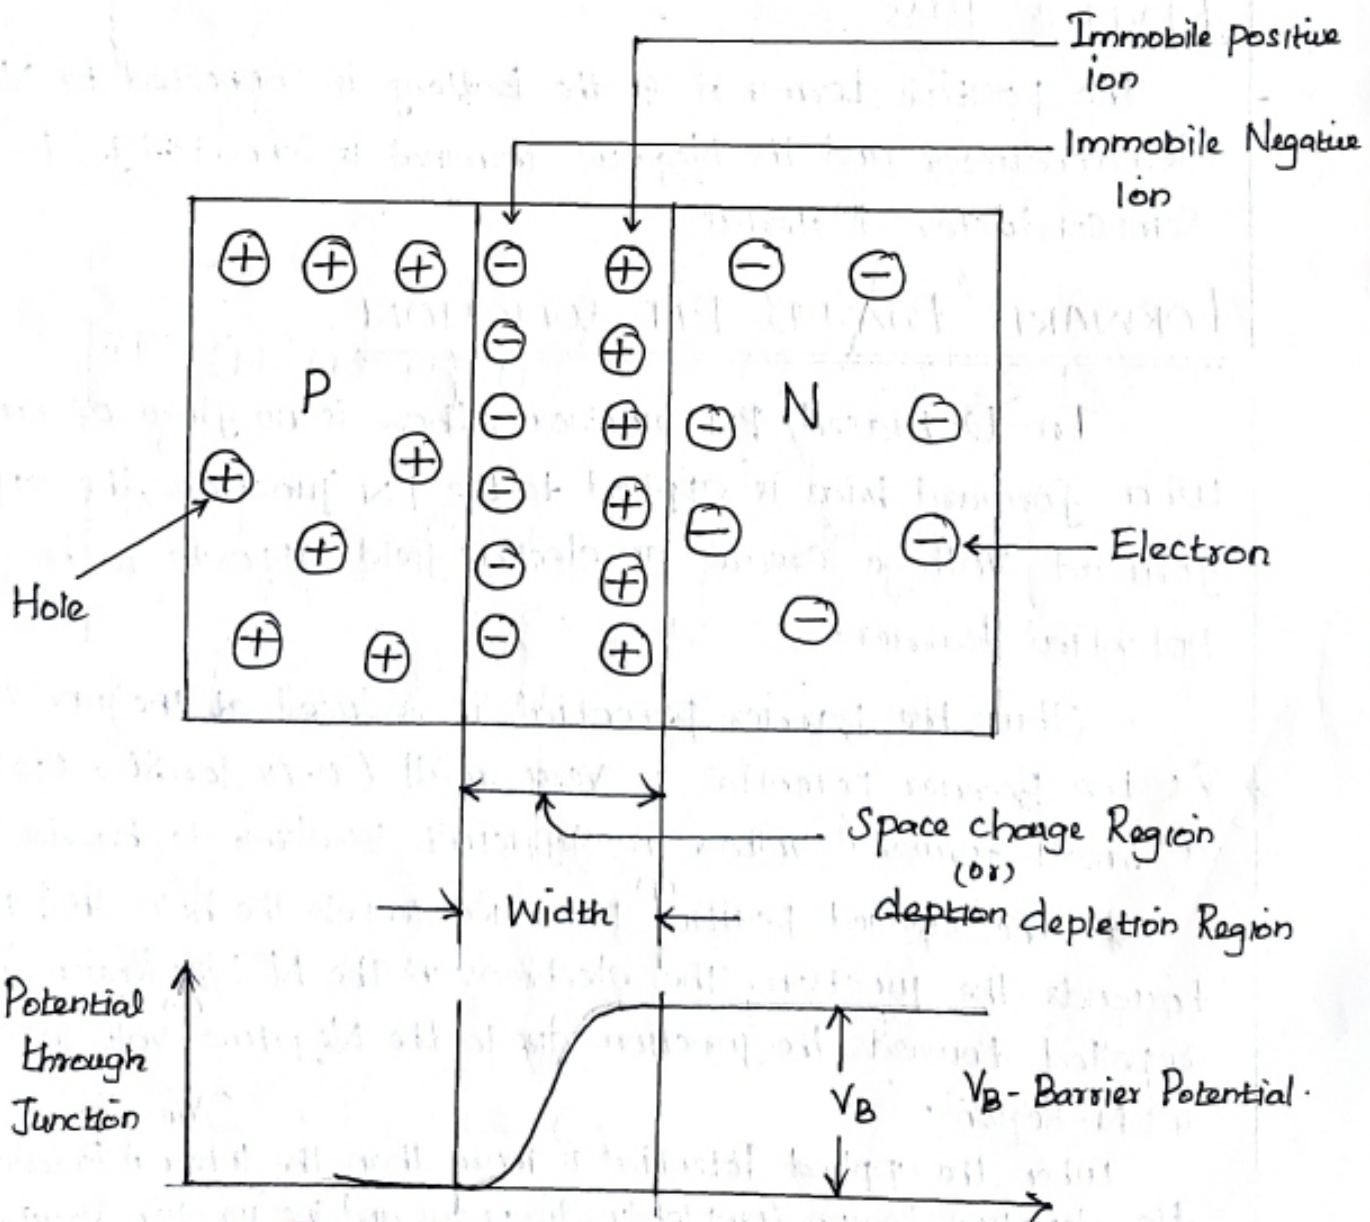 Immobile positive
ion
Immobile Negative
Ion
P
N
Hole
Electron
Space charge Region
(or)
deption depletion Region
Width
Potential
through
Junction
VB
VB - Barrier Potential.